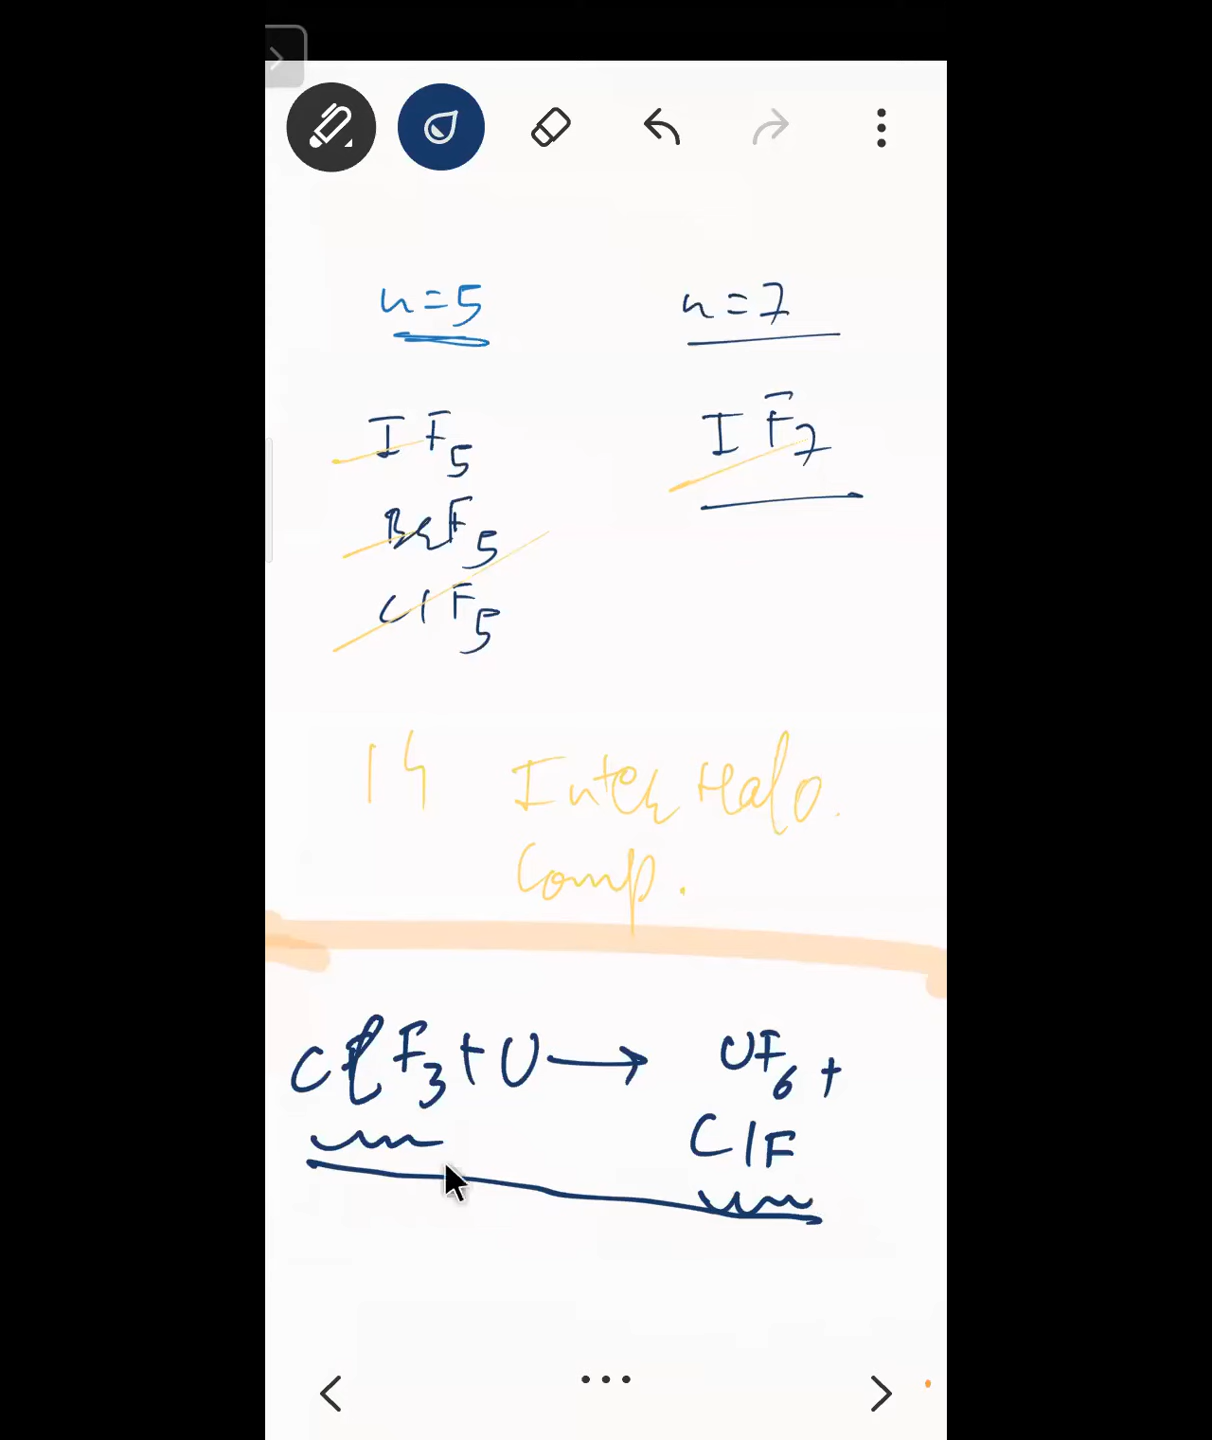 n=5 n=7
IF5 IF7
BrF5
ClF5
14 Inter Halo.
Comp.
ClF3+U → UF6+
ClF